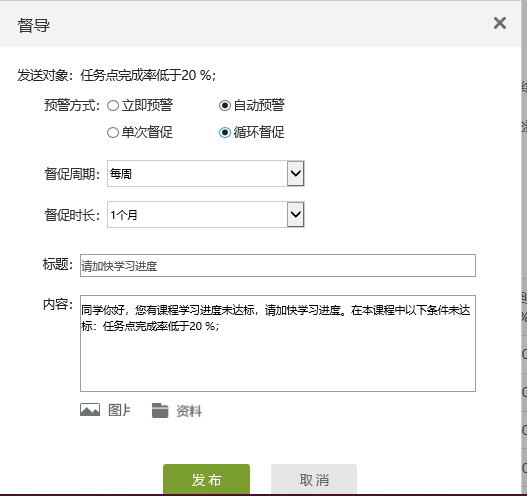 督导
发送对象：任务点完成率低于20 %；
预警方式： 立即预警 自动预警
单次督促 循环督促
督促周期： 每周
督促时长： 1个月
标题： 请加快学习进度
内容： 同学你好，您有课程学习进度未达标，请加快学习进度。在本课程中以下条件未达
标：任务点完成率低于20 %；
图片 资料
发布 取消